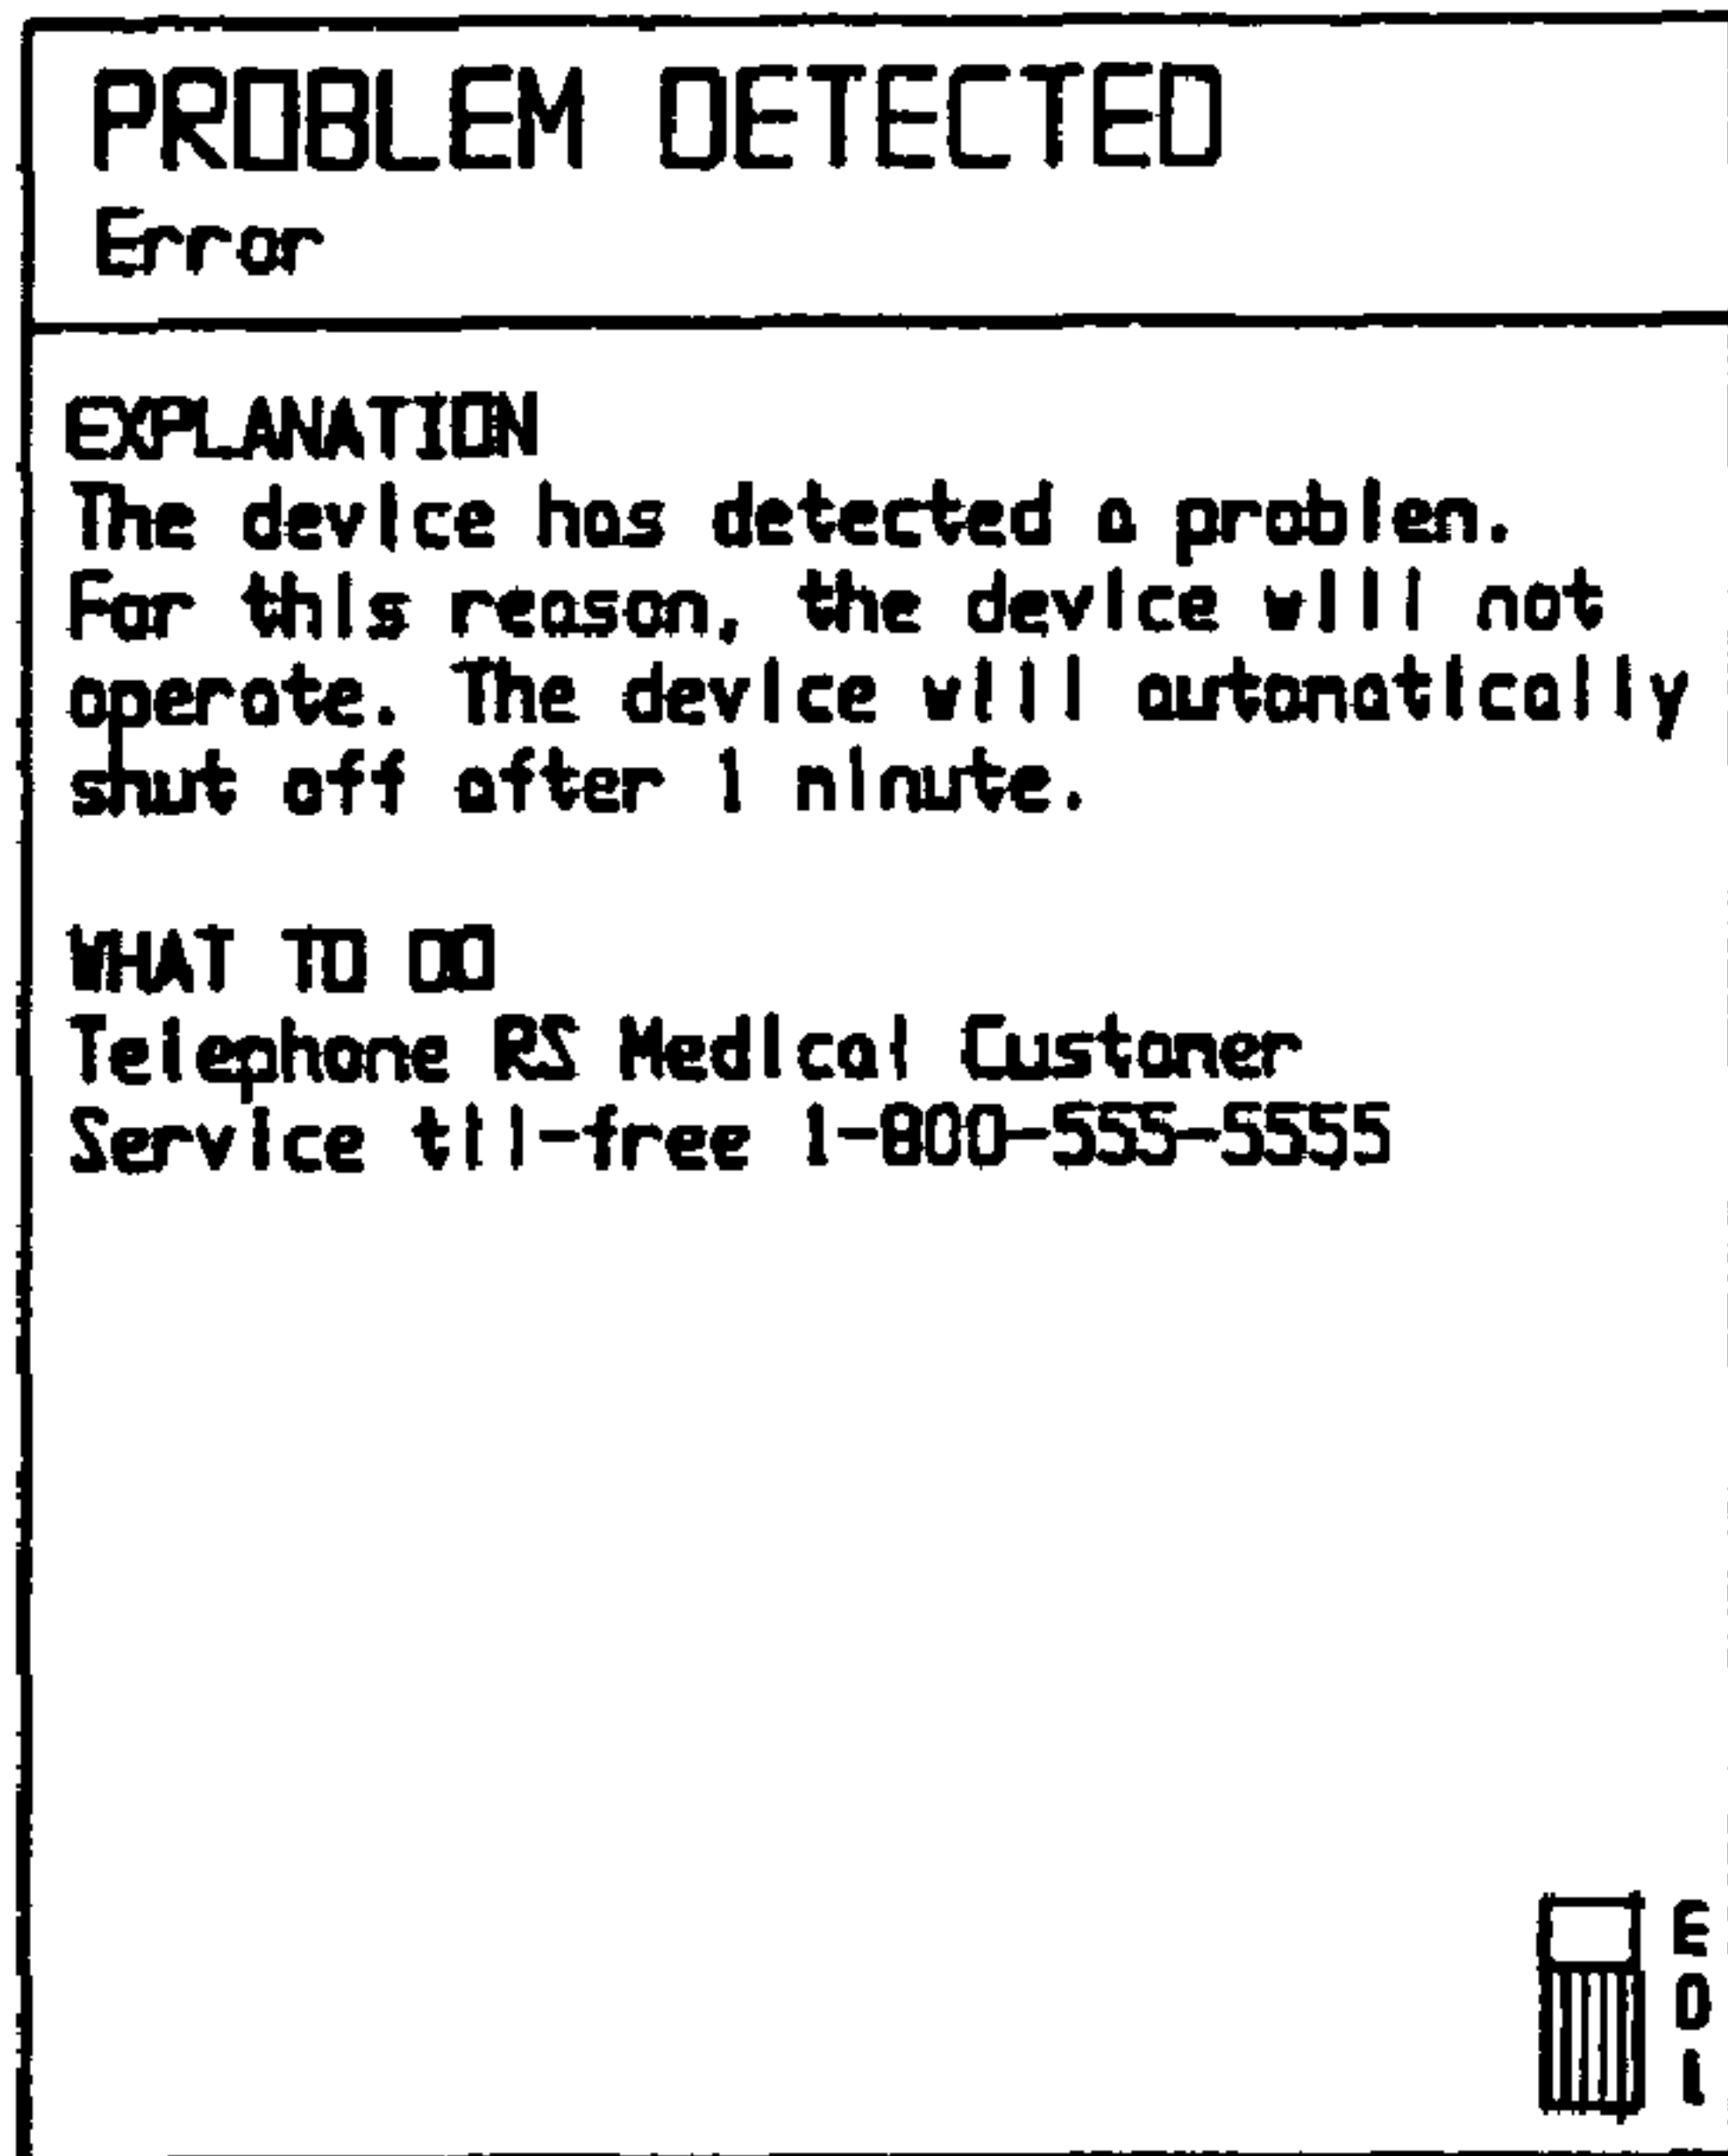 PROBLEM DETECTED
Error
EXPLANATION
The device has detected a problem.
For this reason, the device will not
operate. The device will automatically
shut off after 1 minute.
WHAT TO DO
Telephone RS Medical Customer
Service tll-free 1-800-555-5555
E01